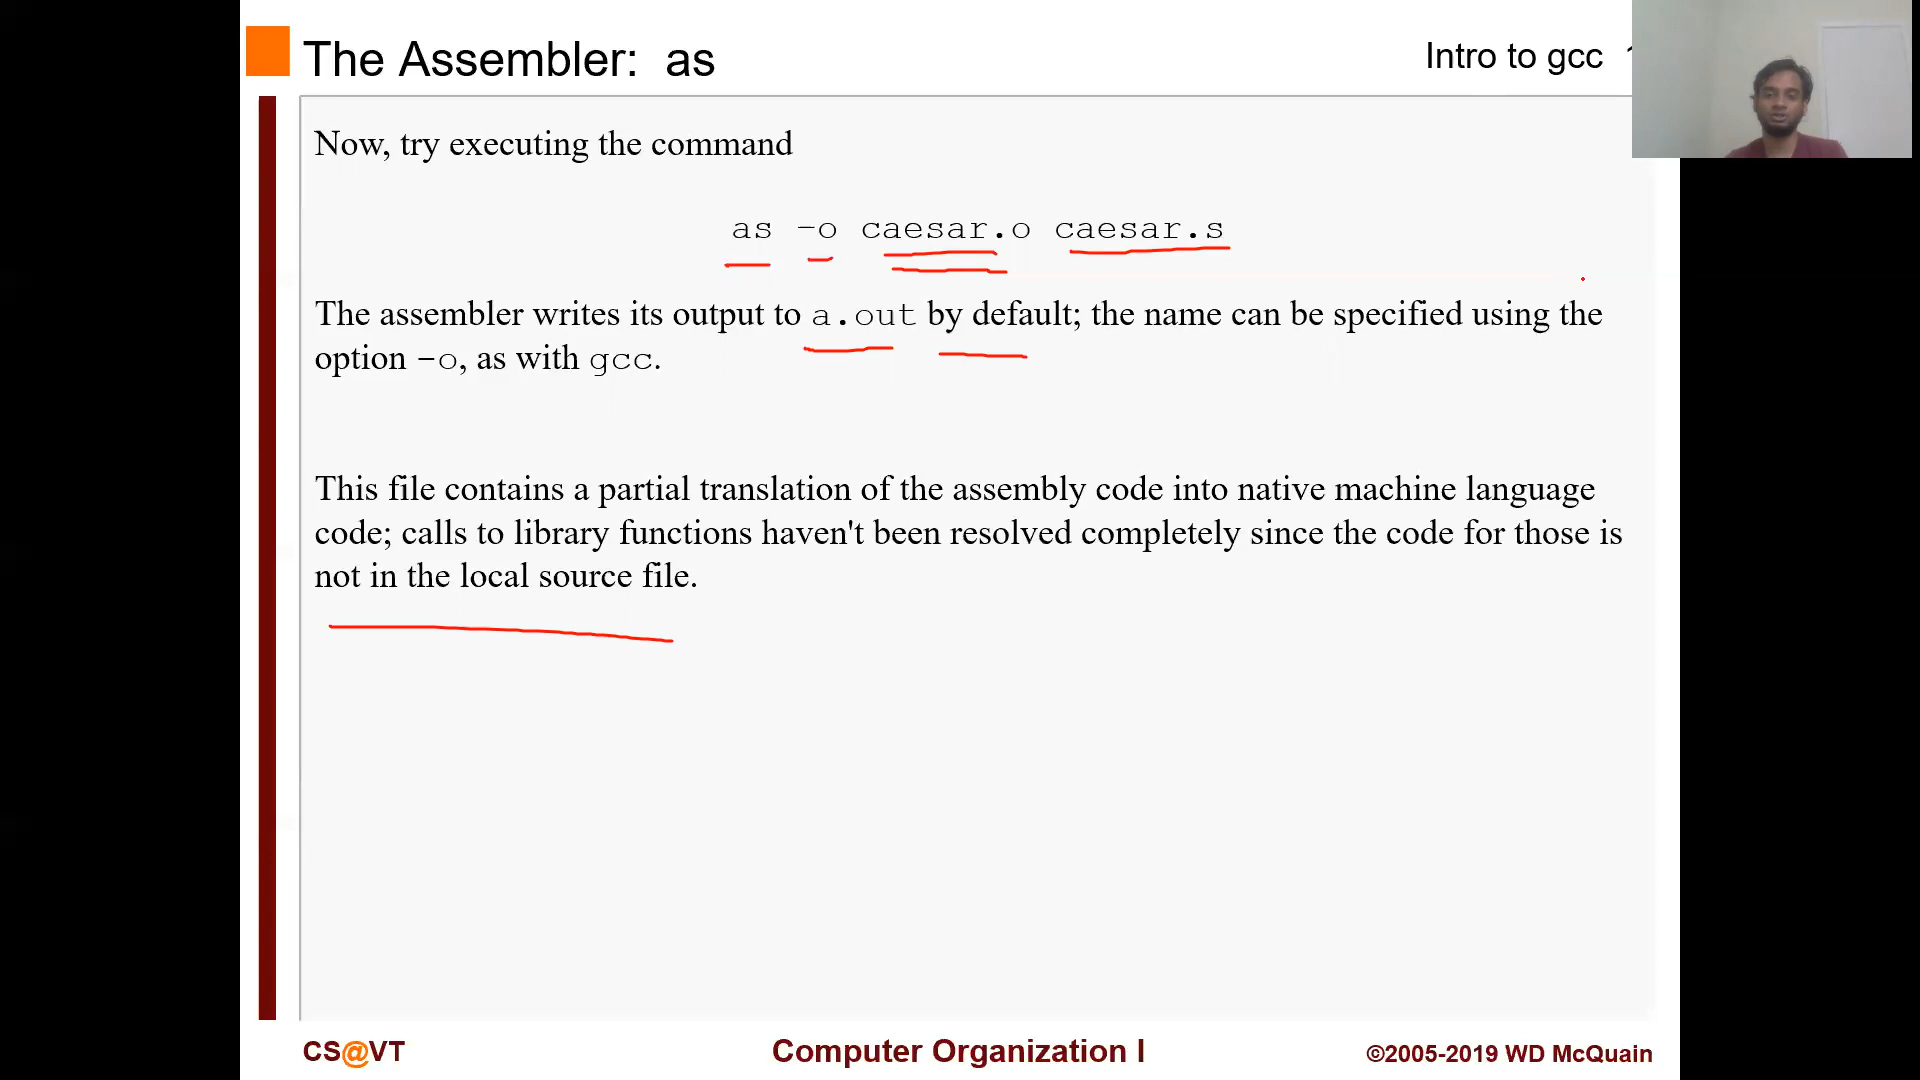 The Assembler: as
Intro to gcc
Now, try executing the command
as -o caesar.o caesar.s
The assembler writes its output to a.out by default; the name can be specified using the
option -o, as with gcc.
This file contains a partial translation of the assembly code into native machine language
code; calls to library functions haven't been resolved completely since the code for those is
not in the local source file.
CS@VT
Computer Organization I
©2005-2019 WD McQuain